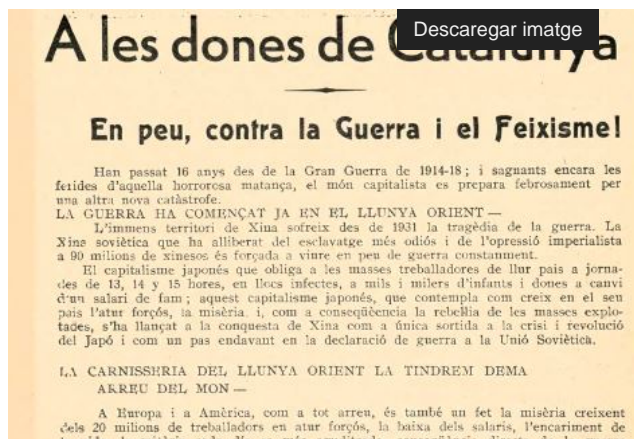 Descaregar imatge
A les dones de Catalunya
En peu, contra la Guerra i el Feixisme!
Han passat 16 anys des de la Gran Guerra de 1914-18; i sagnants encara les
ferides d'aquella horrorosa matança, el món capitalista es prepara febrosament per
una altra nova catàstrofe.
LA GUERRA HA COMENÇAT JA EN EL LLUNYÀ ORIENT —
L'immens territori de Xina sofreix des de 1931 la tragèdia de la guerra. La
Xina soviètica que ha alliberat del esclavatge més odiós i de l'opressió imperialista
a 90 milions de xinesos és forçada a viure en peu de guerra constanment.
El capitalisme japonés que obliga a les masses treballadores de llur pais a jorna-
des de 13, 14 y 15 hores, en llocs infectes, a mils i milers d'infants i dones a canvi
d'un salari de fam; aquest capitalisme japonés, que contempla com creix en el seu
pais l'atur forçós, la misèria. i, com a conseqüència la rebel·lia de les masses explo-
tades, s'ha llançat a la conquesta de Xina com a única sortida a la crisi i revolució
del Japó i com un pas endavant en la declaració de guerra a la Unió Soviètica.
LA CARNISSERIA DEL LLUNYA ORIENT LA TINDREM DEMA
ARREU DEL MON —
A Europa i a Amèrica, com a tot arreu, és també un fet la misèria creixent
dels 20 milions de treballadors en atur forçós, la baixa dels salaris, l'encariment de